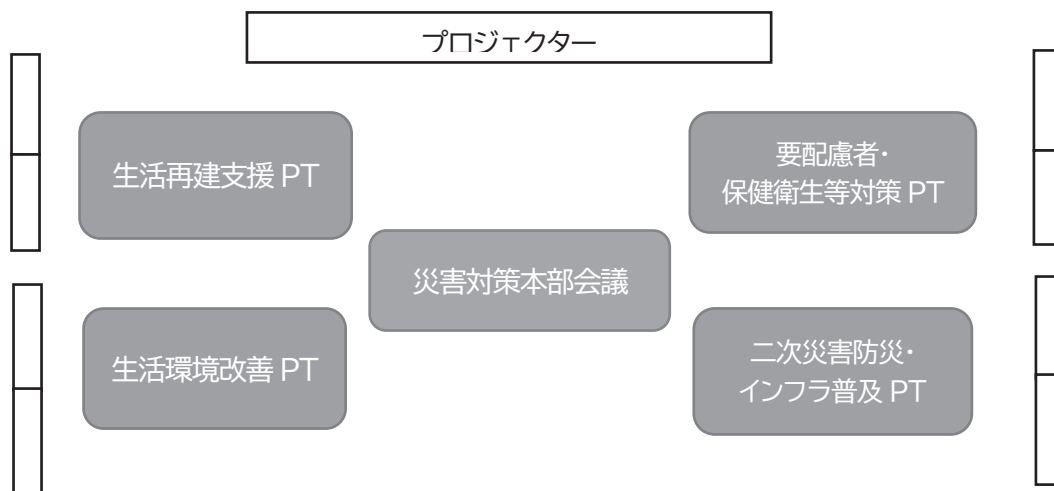 プロジェクター
生活再建支援 PT
要配慮者・
保健衛生等対策 PT
災害対策本部会議
生活環境改善 PT
二次災害防災・
インフラ普及 PT